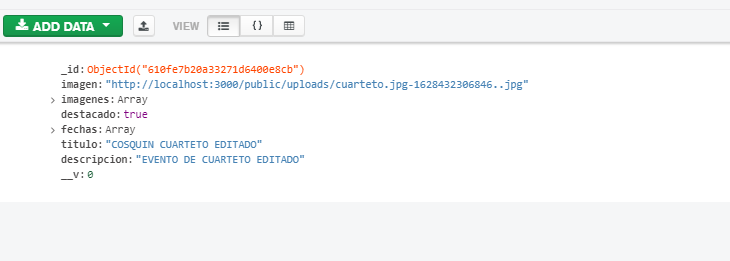 ADD DATA VIEW { }
_id: ObjectId("610fe7b20a33271d6400e8cb")
imagen: "http://localhost:3000/public/uploads/cuarteto.jpg-1628432306846..jpg"
> imagenes: Array
destacado: true
> fechas: Array
titulo: "COSQUIN CUARTETO EDITADO"
descripcion: "EVENTO DE CUARTETO EDITADO"
__v: 0